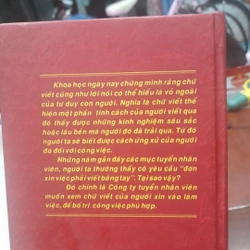 Khoa học ngày nay chứng minh rằng chữ
viết cũng như lời nói có thể hiểu là vỏ ngoài
của tư duy con người. Nghĩa là chữ viết thể
hiện một phần tính cách của người viết qua
đó thấy được những kinh nghiệm sâu sắc
hoặc lâu bền mà người đó đã trải qua. Từ đó
người ta sẽ biết được cách ứng xử của người
đó đối với công việc.
Những năm gần đây các mục tuyển nhân
viên, người ta thường thấy có yêu cầu "đơn
xin việc phải viết bằng tay". Tại sao vậy?
Đó chính là Công ty tuyển nhân viên
muốn xem chữ viết của người xin vào làm
việc, để bố trí công việc phù hợp.